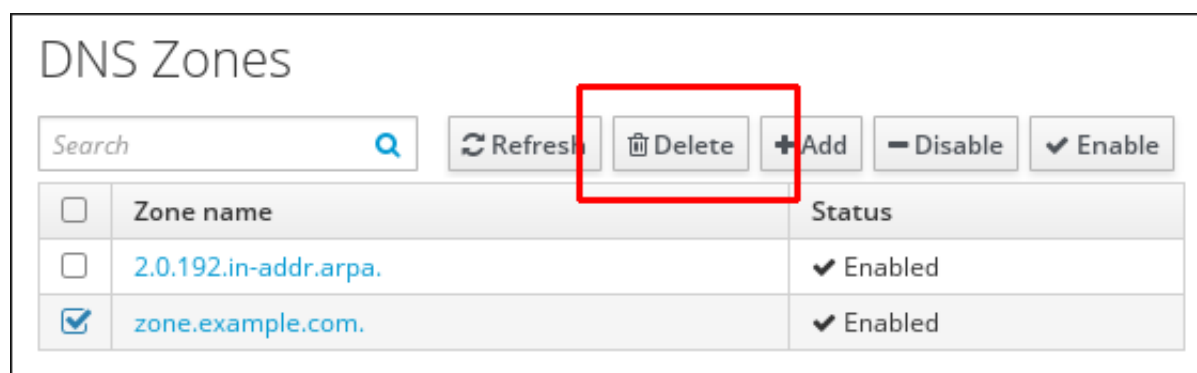 DNS Zones
Search Refresh Delete Add Disable Enable
Zone name Status
2.0.192.in-addr.arpa. Enabled
zone.example.com. Enabled